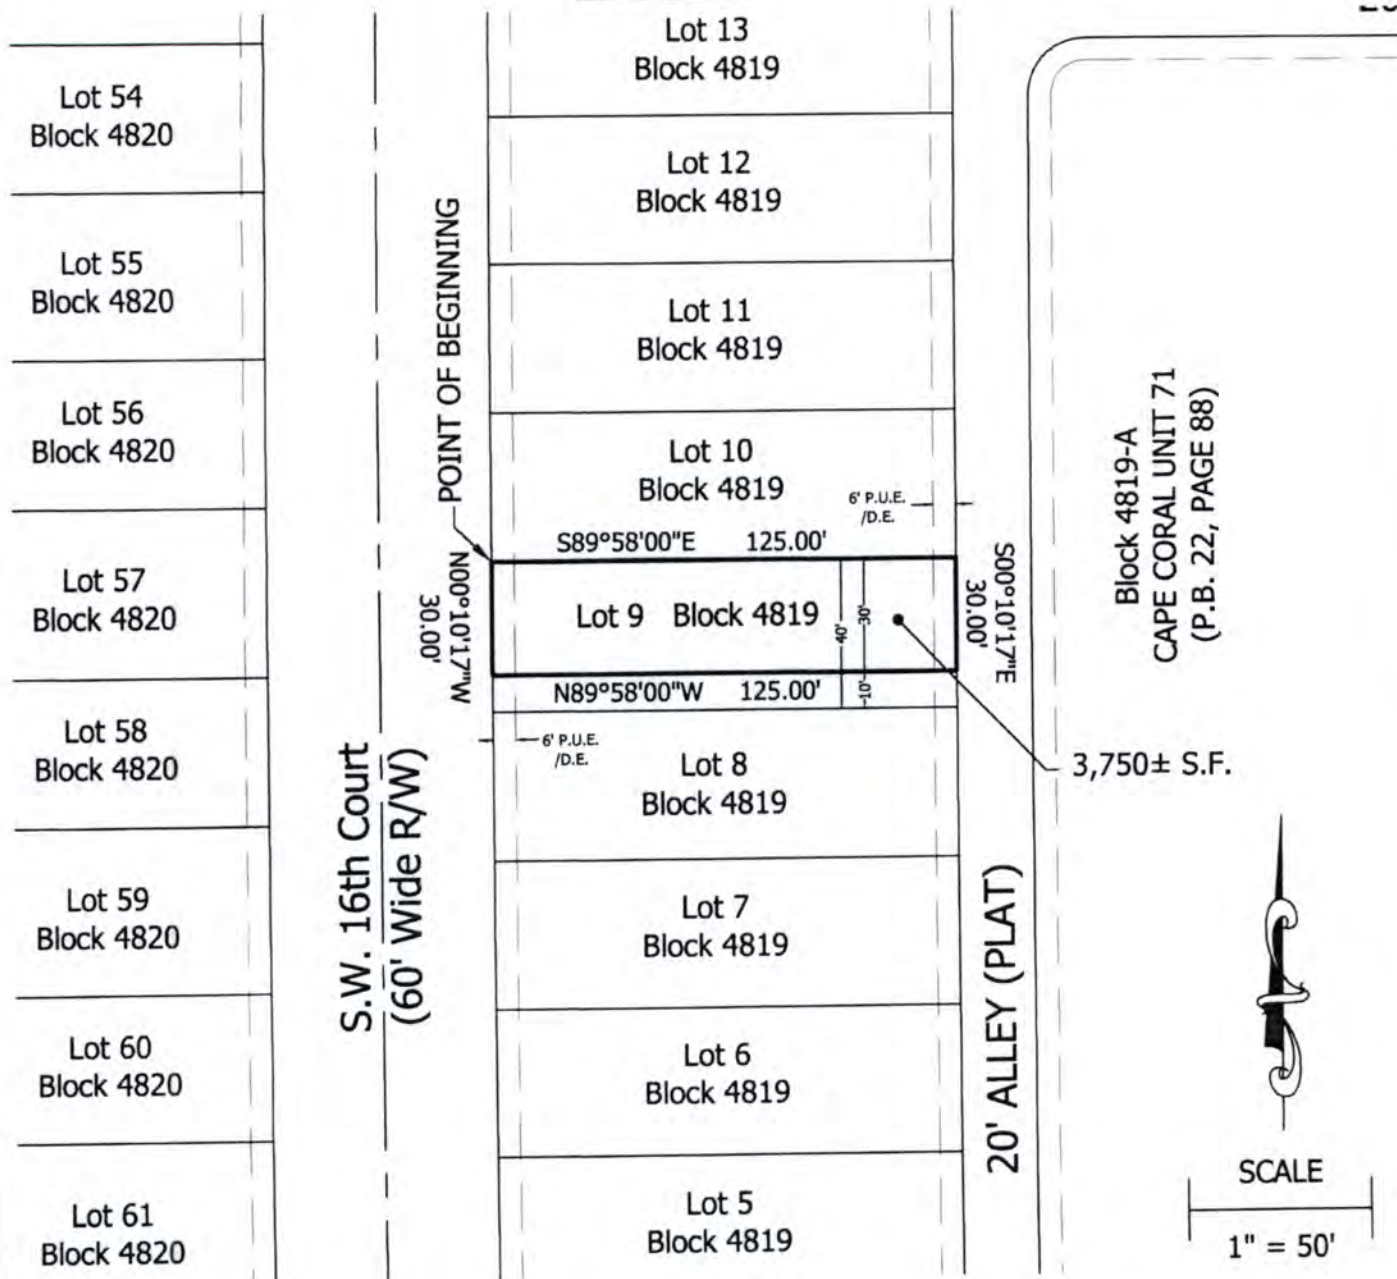 Lot 54
Block 4820
Lot 55
Block 4820
Lot 56
Block 4820
Lot 57
Block 4820
Lot 58
Block 4820
Lot 59
Block 4820
Lot 60
Block 4820
Lot 61
Block 4820
S.W. 16th Court
(60' Wide R/W)
POINT OF BEGINNING
Lot 13
Block 4819
Lot 12
Block 4819
Lot 11
Block 4819
Lot 10
Block 4819
6' P.U.E.
/D.E.
S89°58'00"E 125.00'
N00°10'17"W
30.00'
Lot 9 Block 4819
40'
30'
10'
S00°10'17"E
30.00'
N89°58'00"W 125.00'
6' P.U.E.
/D.E.
Lot 8
Block 4819
3,750± S.F.
Lot 7
Block 4819
Lot 6
Block 4819
Lot 5
Block 4819
20' ALLEY (PLAT)
Block 4819-A
CAPE CORAL UNIT 71
(P.B. 22, PAGE 88)
SCALE
1" = 50'